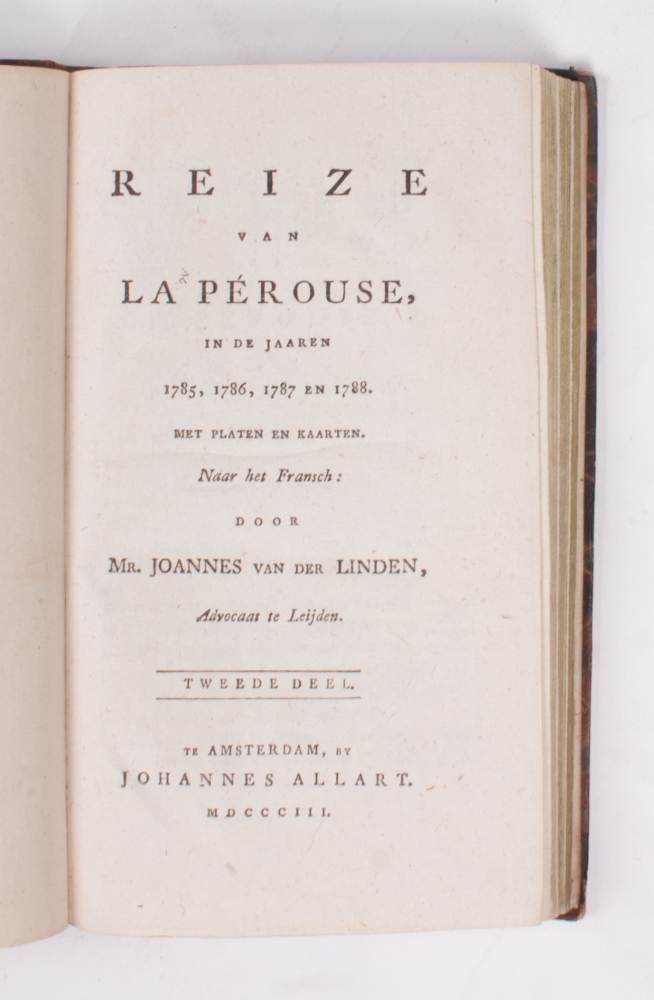 REIZE
VAN
LA PÉROUSE,
IN DE JAAREN
1785, 1786, 1787 EN 1788.
MET PLATEN EN KAARTEN.
Naar het Fransch:
DOOR
MR. JOANNES VAN DER LINDEN,
Advocaat te Leijden.
TWEEDE DEEL.
TE AMSTERDAM, BY
JOHANNES ALLART.
MDCCCIII.